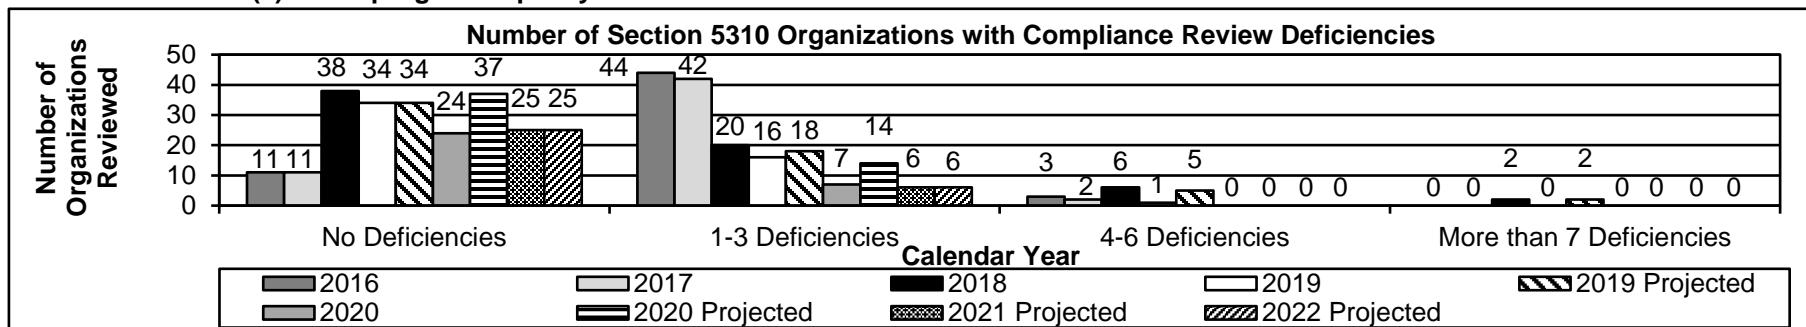 Number of Section 5310 Organizations with Compliance Review Deficiencies
Number of
Organizations
Reviewed
50
40
30
20
10
0
11 11 38 34 34 24 37 25 25
44 42 20 16 18 7 14 6 6
3 2 6 1 5 0 0 0 0
0 0 2 0 2 0 0 0 0
No Deficiencies 1-3 Deficiencies 4-6 Deficiencies More than 7 Deficiencies
Calendar Year
2016 2017 2018 2019 2019 Projected
2020 2020 Projected 2021 Projected 2022 Projected